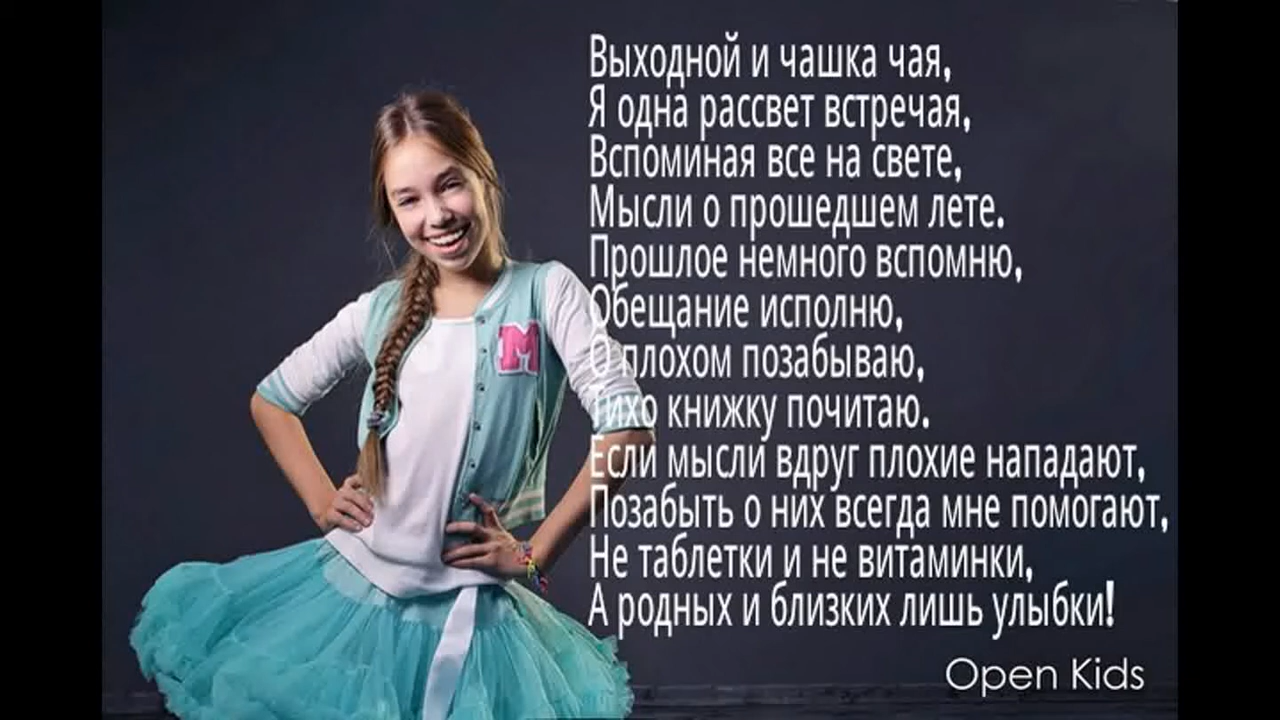 Выходной и чашка чая,
Я одна рассвет встречая,
Вспоминая все на свете,
Мысли о прошедшем лете.
Прошлое немного вспомню,
Обещание исполню,
О плохом позабываю,
Тихо книжку почитаю.
Если мысли вдруг плохие нападают,
Позабыть о них всегда мне помогают,
Не таблетки и не витаминки,
А родных и близких лишь улыбки!
Open Kids
M